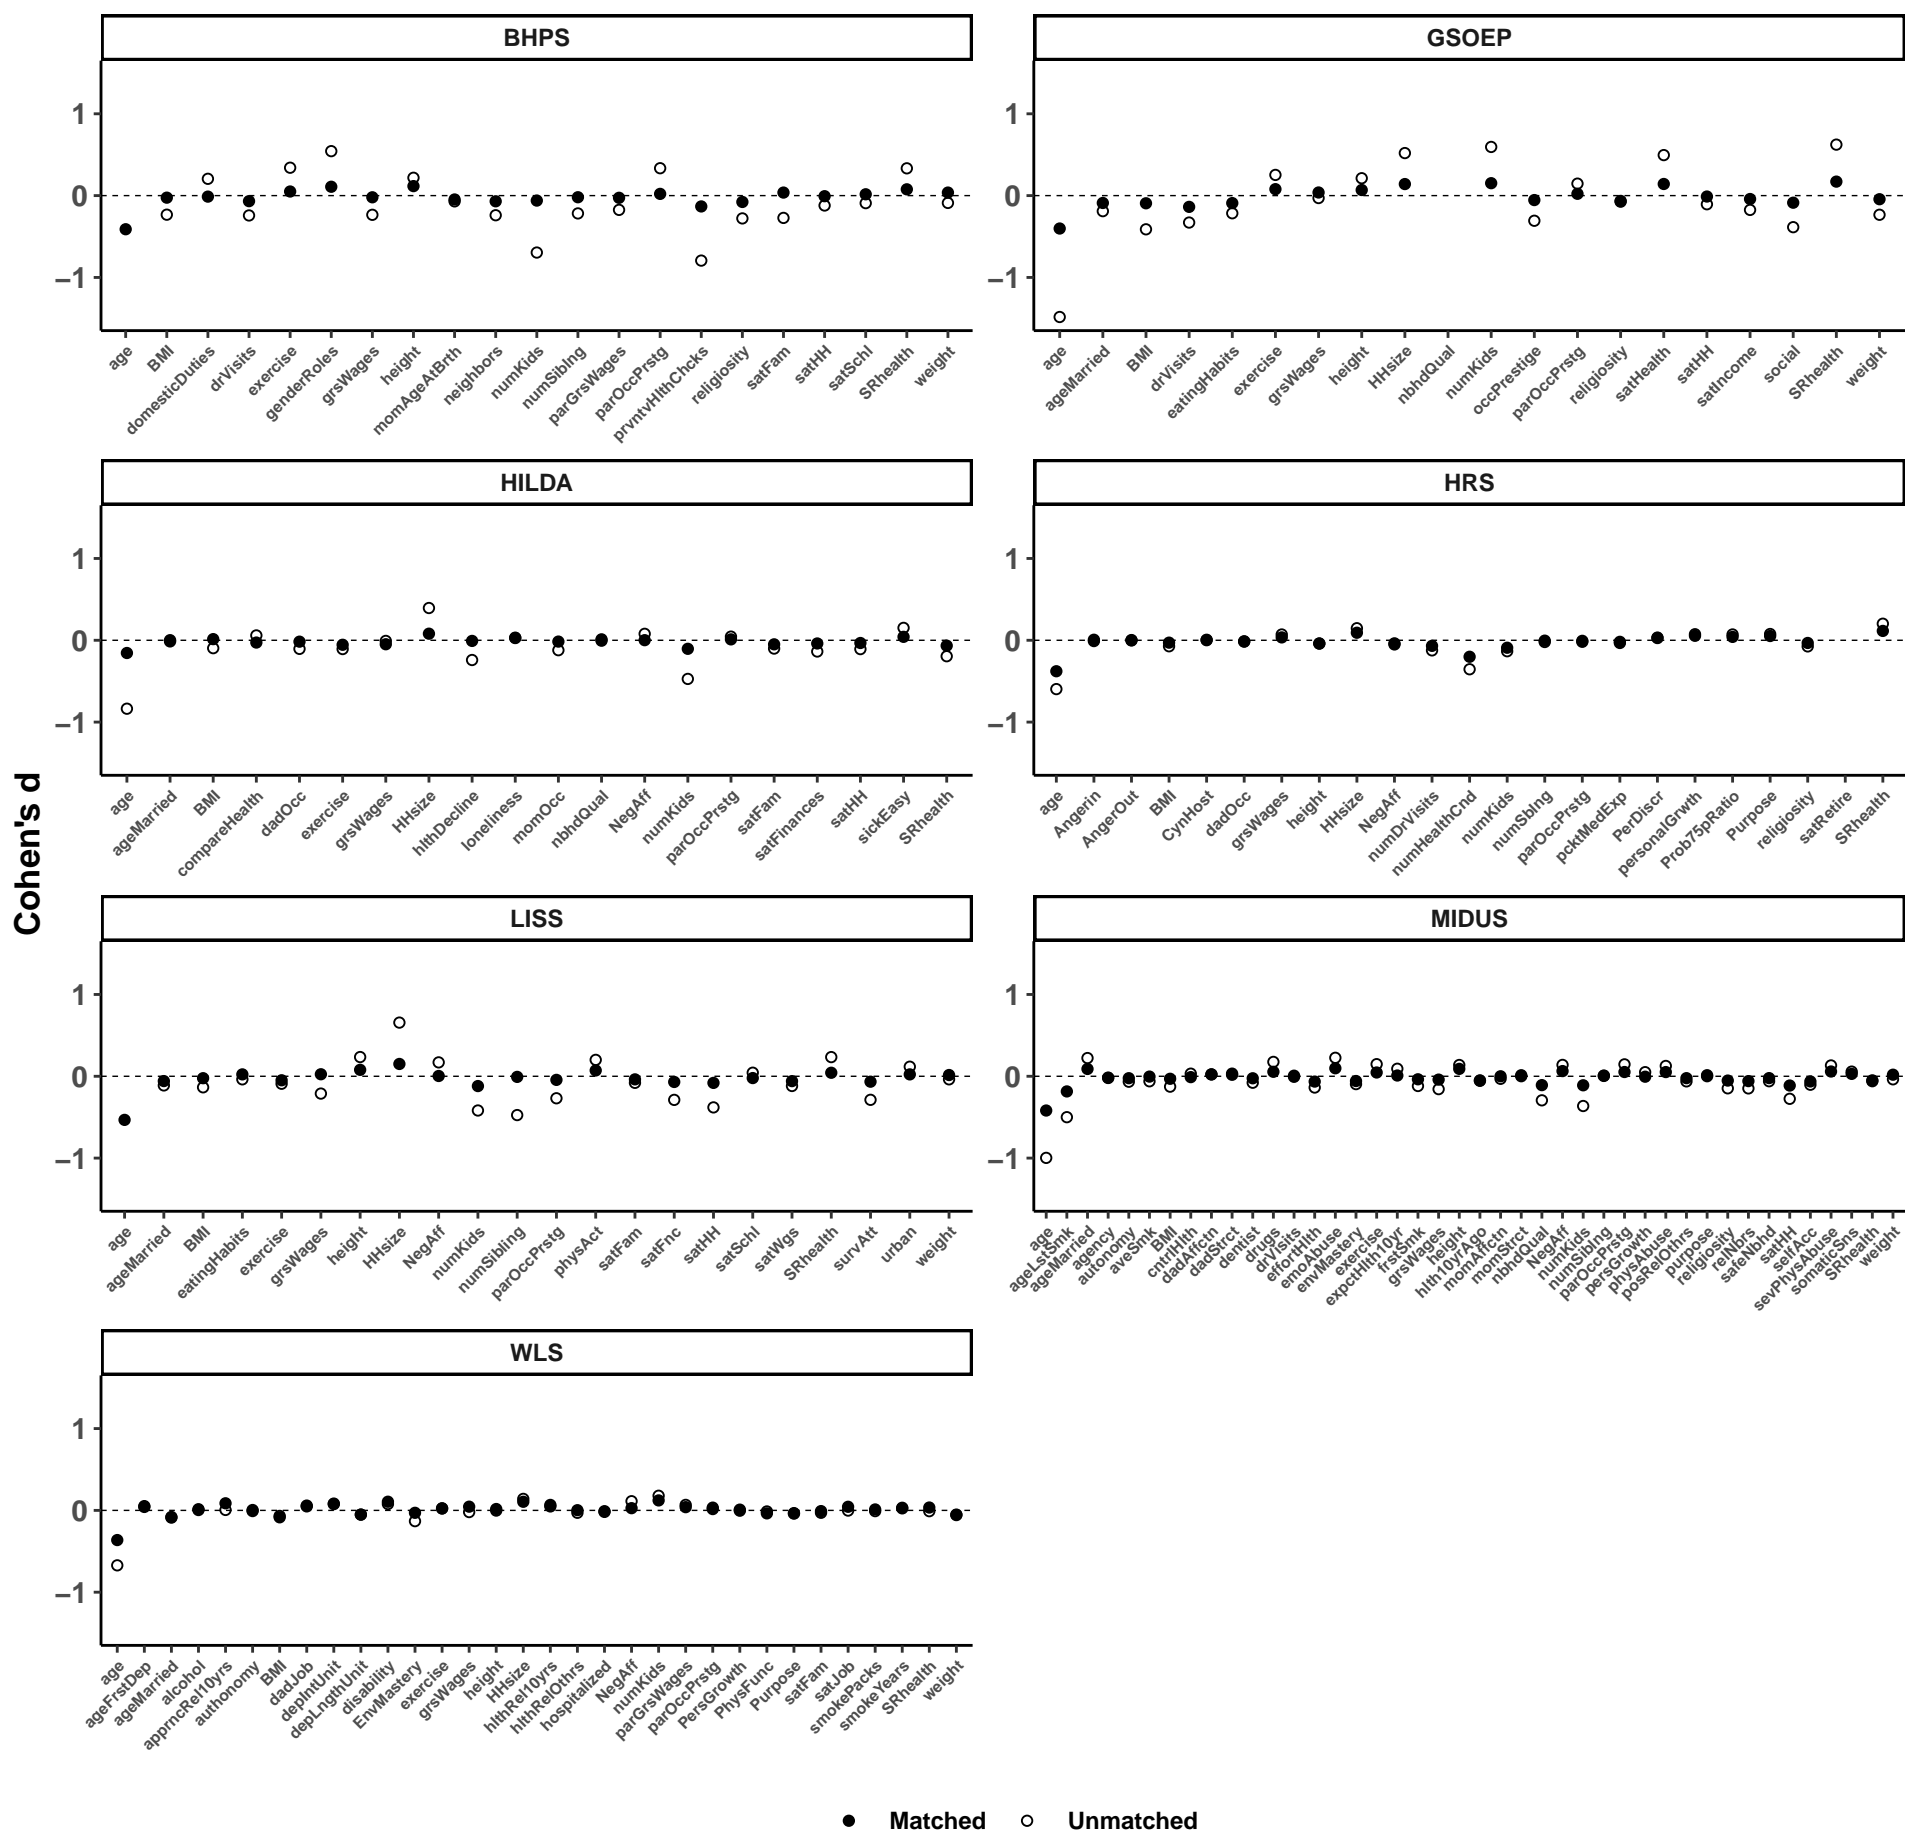 BHPS
GSOEP
1
0
−1
1
0
−1
age
BMI
domesticDuties
drVisits
exercise
genderRoles
grsWages
height
momAgeAtBrth
neighbors
numKids
numSiblng
parGrsWages
parOccPrstg
prvntvHlthChcks
religiosity
satFam
satHH
satSchl
SRhealth
weight
age
ageMarried
BMI
drVisits
eatingHabits
exercise
grsWages
height
HHsize
nbhdQual
numKids
occPrestige
parOccPrstg
religiosity
satHealth
satHH
satIncome
social
SRhealth
weight
HILDA
HRS
1
0
−1
1
0
−1
age
ageMarried
BMI
compareHealth
dadOcc
exercise
grsWages
HHsize
hlthDecline
loneliness
momOcc
nbhdQual
NegAff
numKids
parOccPrstg
satFam
satFinances
satHH
sickEasy
SRhealth
age
Angerin
AngerOut
BMI
CynHost
dadOcc
grsWages
height
HHsize
NegAff
numDrVisits
numHealthCnd
numKids
numSblng
parOccPrstg
pcktMedExp
PerDiscr
personalGrwth
Prob75pRatio
Purpose
religiosity
satRetire
SRhealth
Cohen's d
LISS
MIDUS
1
0
−1
1
0
−1
age
ageMarried
BMI
eatingHabits
exercise
grsWages
height
HHsize
NegAff
numKids
numSibling
parOccPrstg
physAct
satFam
satFnc
satHH
satSchl
satWgs
SRhealth
survAtt
urban
weight
age
ageLstSmk
ageMarried
agency
autonomy
aveSmk
BMI
cntrlHlth
dadAffctn
dadStrct
dentist
drugs
drVisits
effortHlth
emoAbuse
envMastery
exercise
expctHlth10yr
frstSmk
grsWages
height
hlth10yrAgo
momAffctn
momStrct
nbhdQual
NegAff
numKids
numSiblng
parOccPrstg
persGrowth
physAbuse
posRelOthrs
purpose
religiosity
relNbrs
safeNbhd
satHH
selfAcc
sevPhysAbuse
somaticSns
SRhealth
weight
WLS
1
0
−1
age
ageFrstDep
ageMarried
alcohol
apprncRel10yrs
authonomy
BMI
dadJob
depIntUnit
depLngthUnit
disability
EnvMastery
exercise
grsWages
height
HHsize
hlthRel10yrs
hlthRelOthrs
hospitalized
NegAff
numKids
parGrsWages
parOccPrstg
PersGrowth
PhysFunc
Purpose
satFam
satJob
smokePacks
smokeYears
SRhealth
weight
Matched
Unmatched